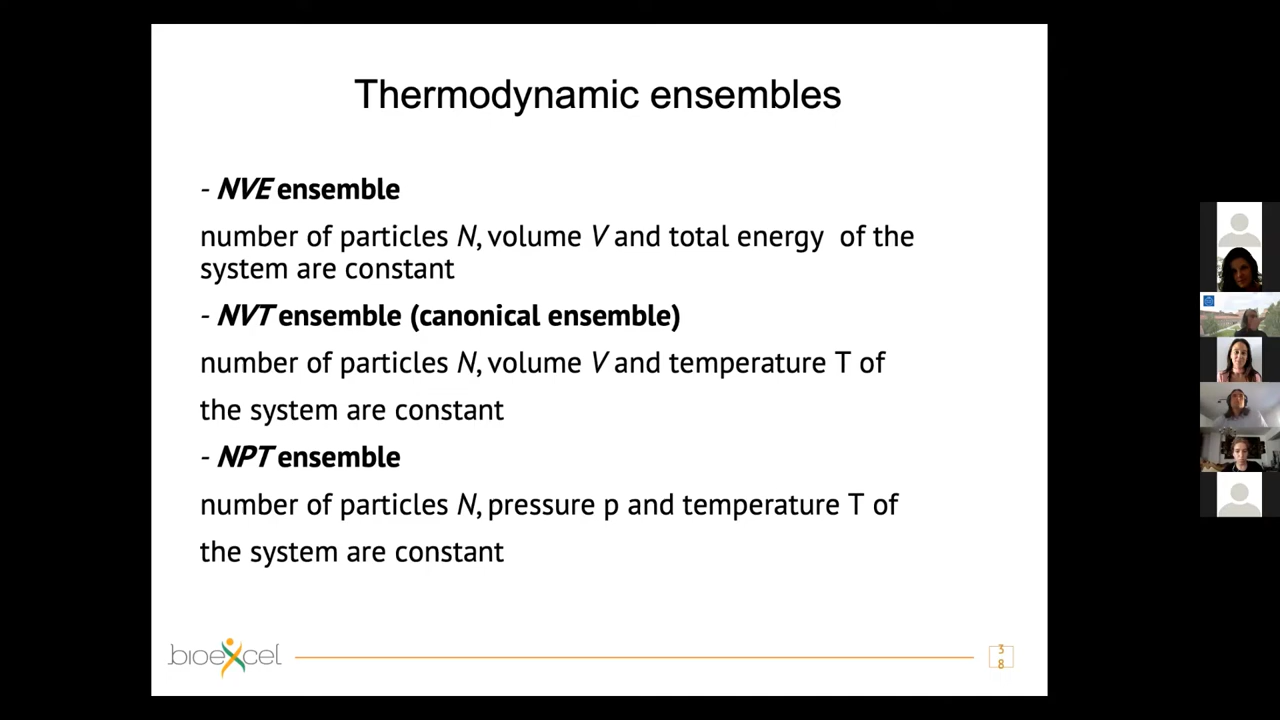 Thermodynamic ensembles
- NVE ensemble
number of particles N, volume V and total energy  of the
system are constant
- NVT ensemble (canonical ensemble)
number of particles N, volume V and temperature T of
the system are constant
- NPT ensemble
number of particles N, pressure p and temperature T of
the system are constant
bioexcel
3
8